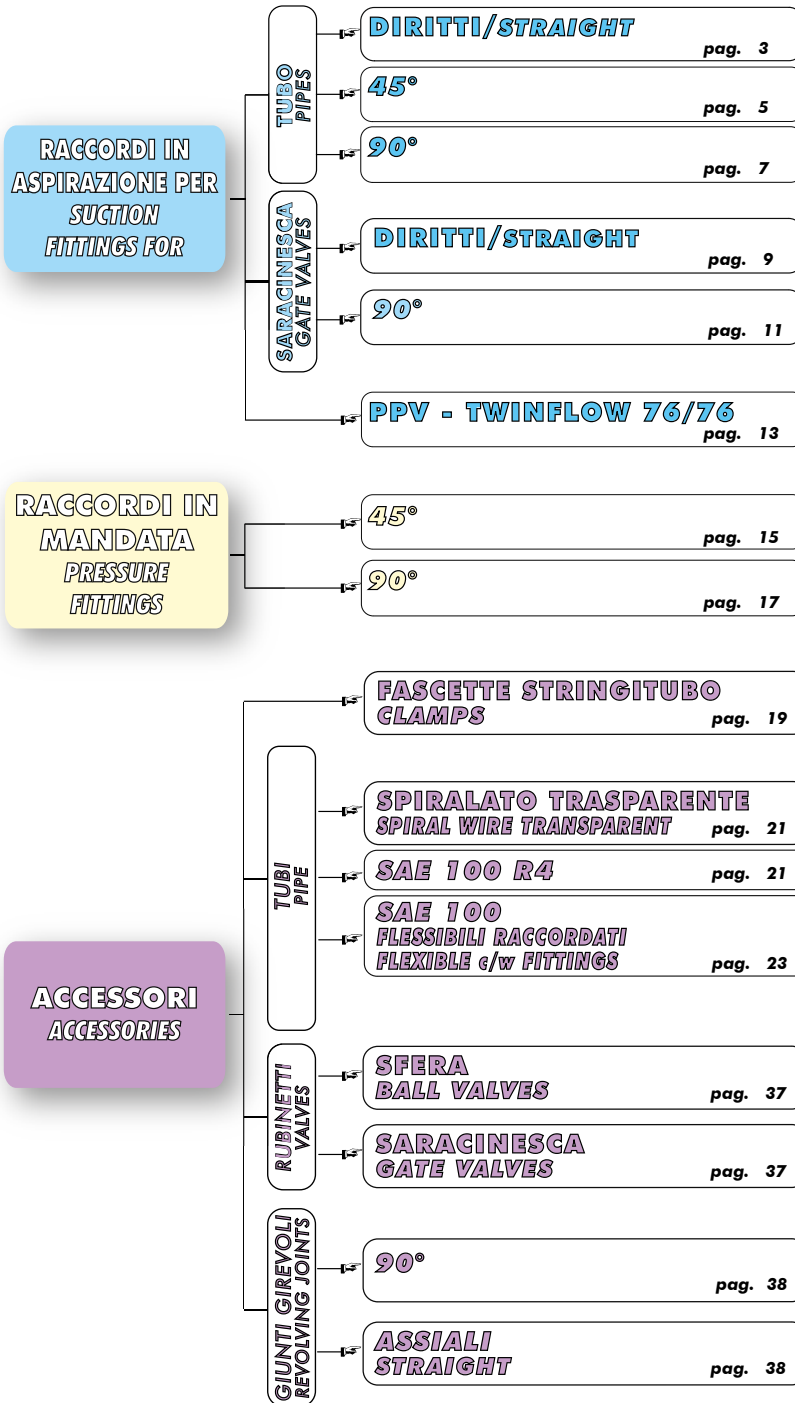 RACCORDI IN
ASPIRAZIONE PER
SUCTION
FITTINGS FOR
TUBO
PIPES
DIRITTI/STRAIGHT
pag. 3
45°
pag. 5
90°
pag. 7
SARACINESCA
GATE VALVES
DIRITTI/STRAIGHT
pag. 9
90°
pag. 11
PPV - TWINFLOW 76/76
pag. 13
RACCORDI IN
MANDATA
PRESSURE
FITTINGS
45°
pag. 15
90°
pag. 17
ACCESSORI
ACCESSORIES
FASCETTE STRINGITUBO
CLAMPS pag. 19
TUBI
PIPE
SPIRALATO TRASPARENTE
SPIRAL WIRE TRANSPARENT pag. 21
SAE 100 R4 pag. 21
SAE 100
FLESSIBILI RACCORDATI
FLEXIBLE c/w FITTINGS pag. 23
RUBINETTI
VALVES
SFERA
BALL VALVES pag. 37
SARACINESCA
GATE VALVES pag. 37
GIUNTI GIREVOLI
REVOLVING JOINTS
90°
pag. 38
ASSIALI
STRAIGHT pag. 38